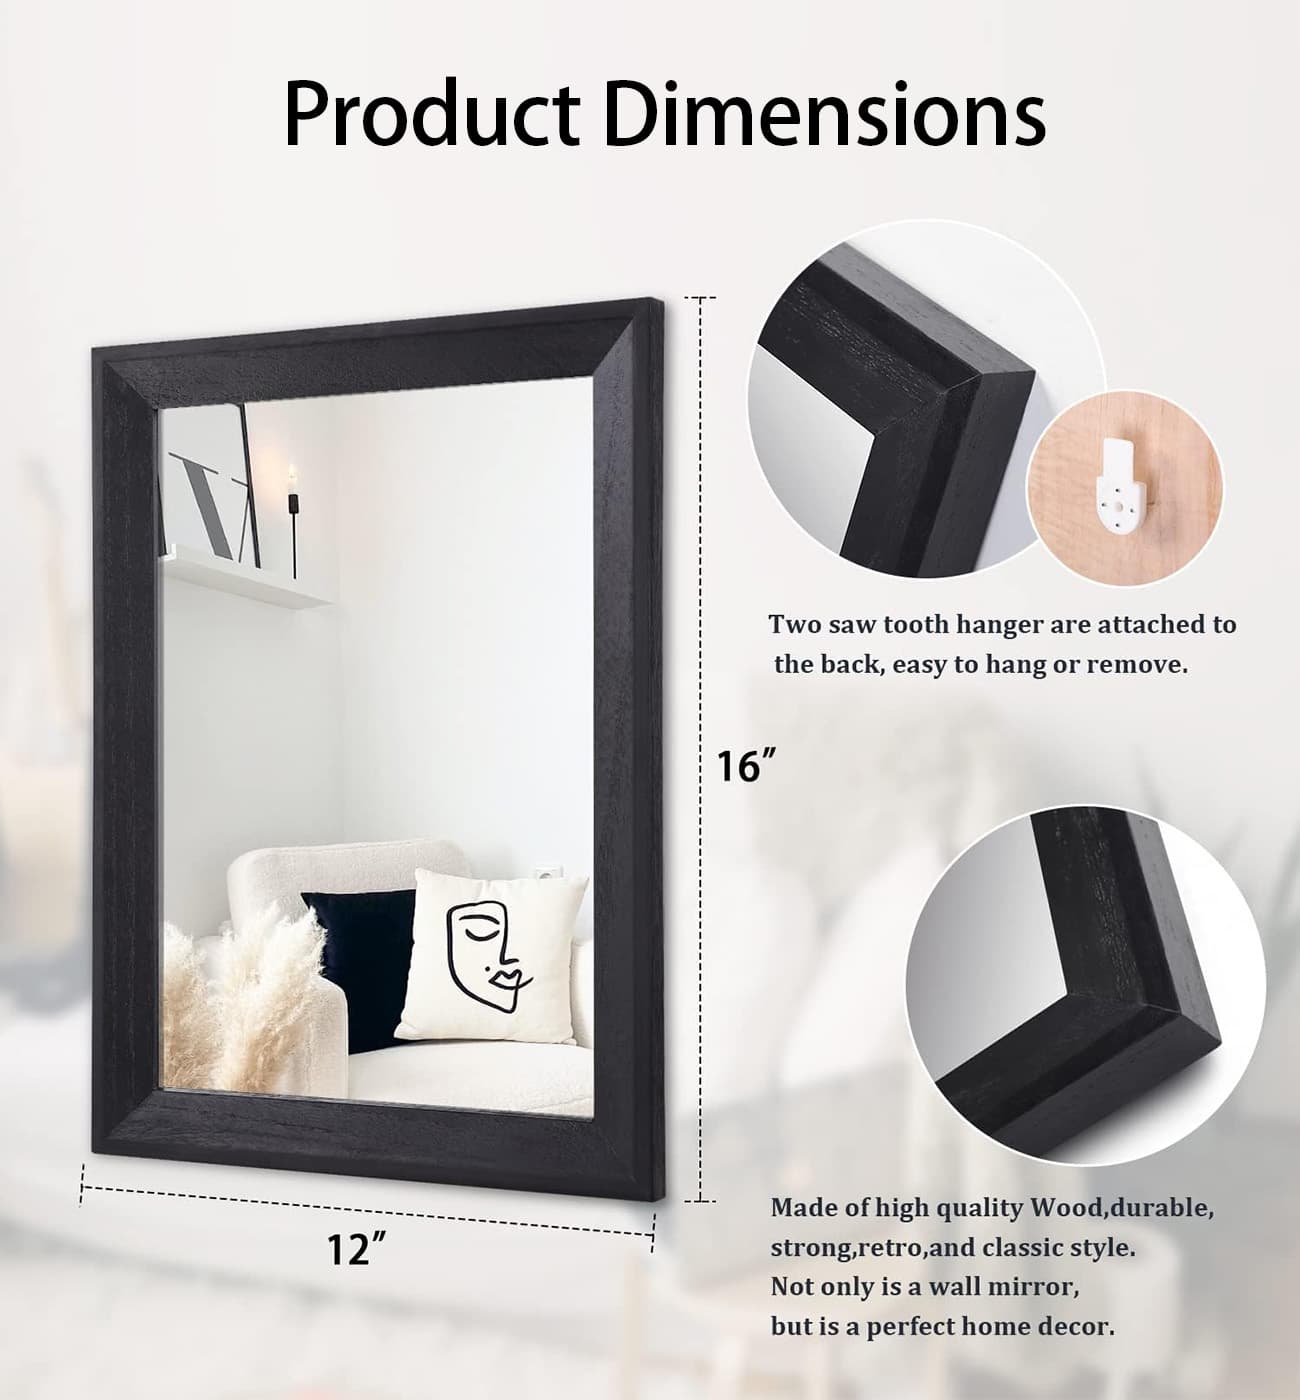 Product Dimensions
16″
12″
Two saw tooth hanger are attached to
the back, easy to hang or remove.
Made of high quality Wood,durable,
strong,retro,and classic style.
Not only is a wall mirror,
but is a perfect home decor.